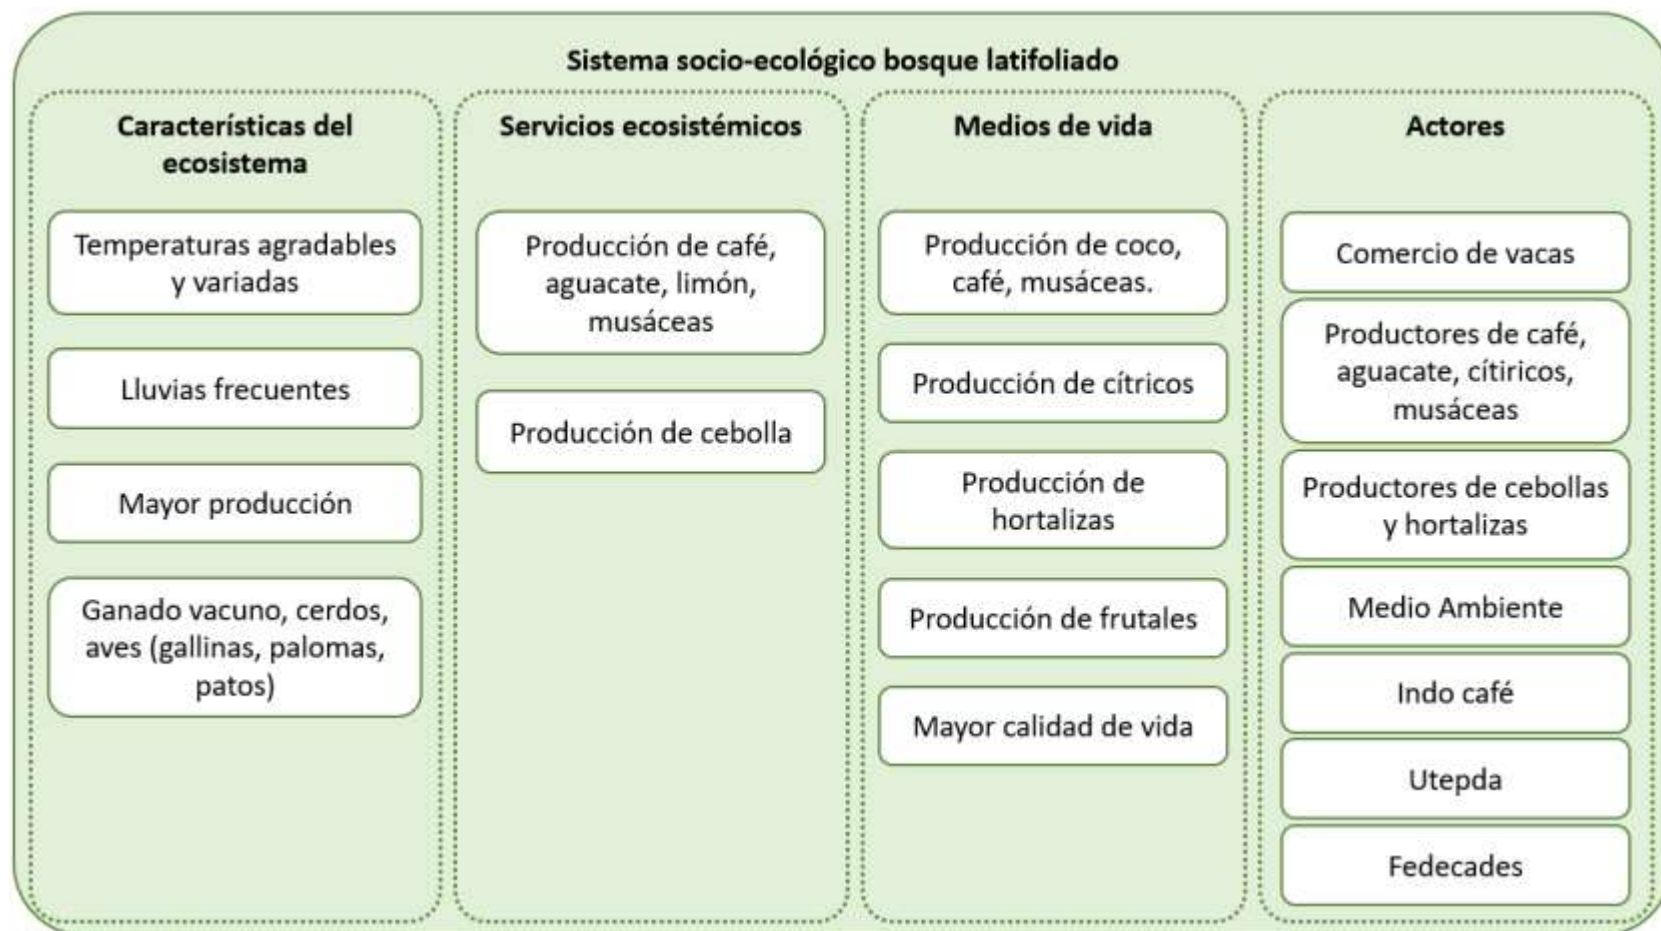 Sistema socio-ecológico bosque latifoliado
Características del
ecosistema
Temperaturas agradables
y variadas
Lluvias frecuentes
Mayor producción
Ganado vacuno, cerdos,
aves (gallinas, palomas,
patos)
Servicios ecosistémicos
Producción de café,
aguacate, limón,
musáceas
Producción de cebolla
Medios de vida
Producción de coco,
café, musáceas.
Producción de cítricos
Producción de
hortalizas
Producción de frutales
Mayor calidad de vida
Actores
Comercio de vacas
Productores de café,
aguacate, cítiricos,
musáceas
Productores de cebollas
y hortalizas
Medio Ambiente
Indo café
Utepda
Fedecades